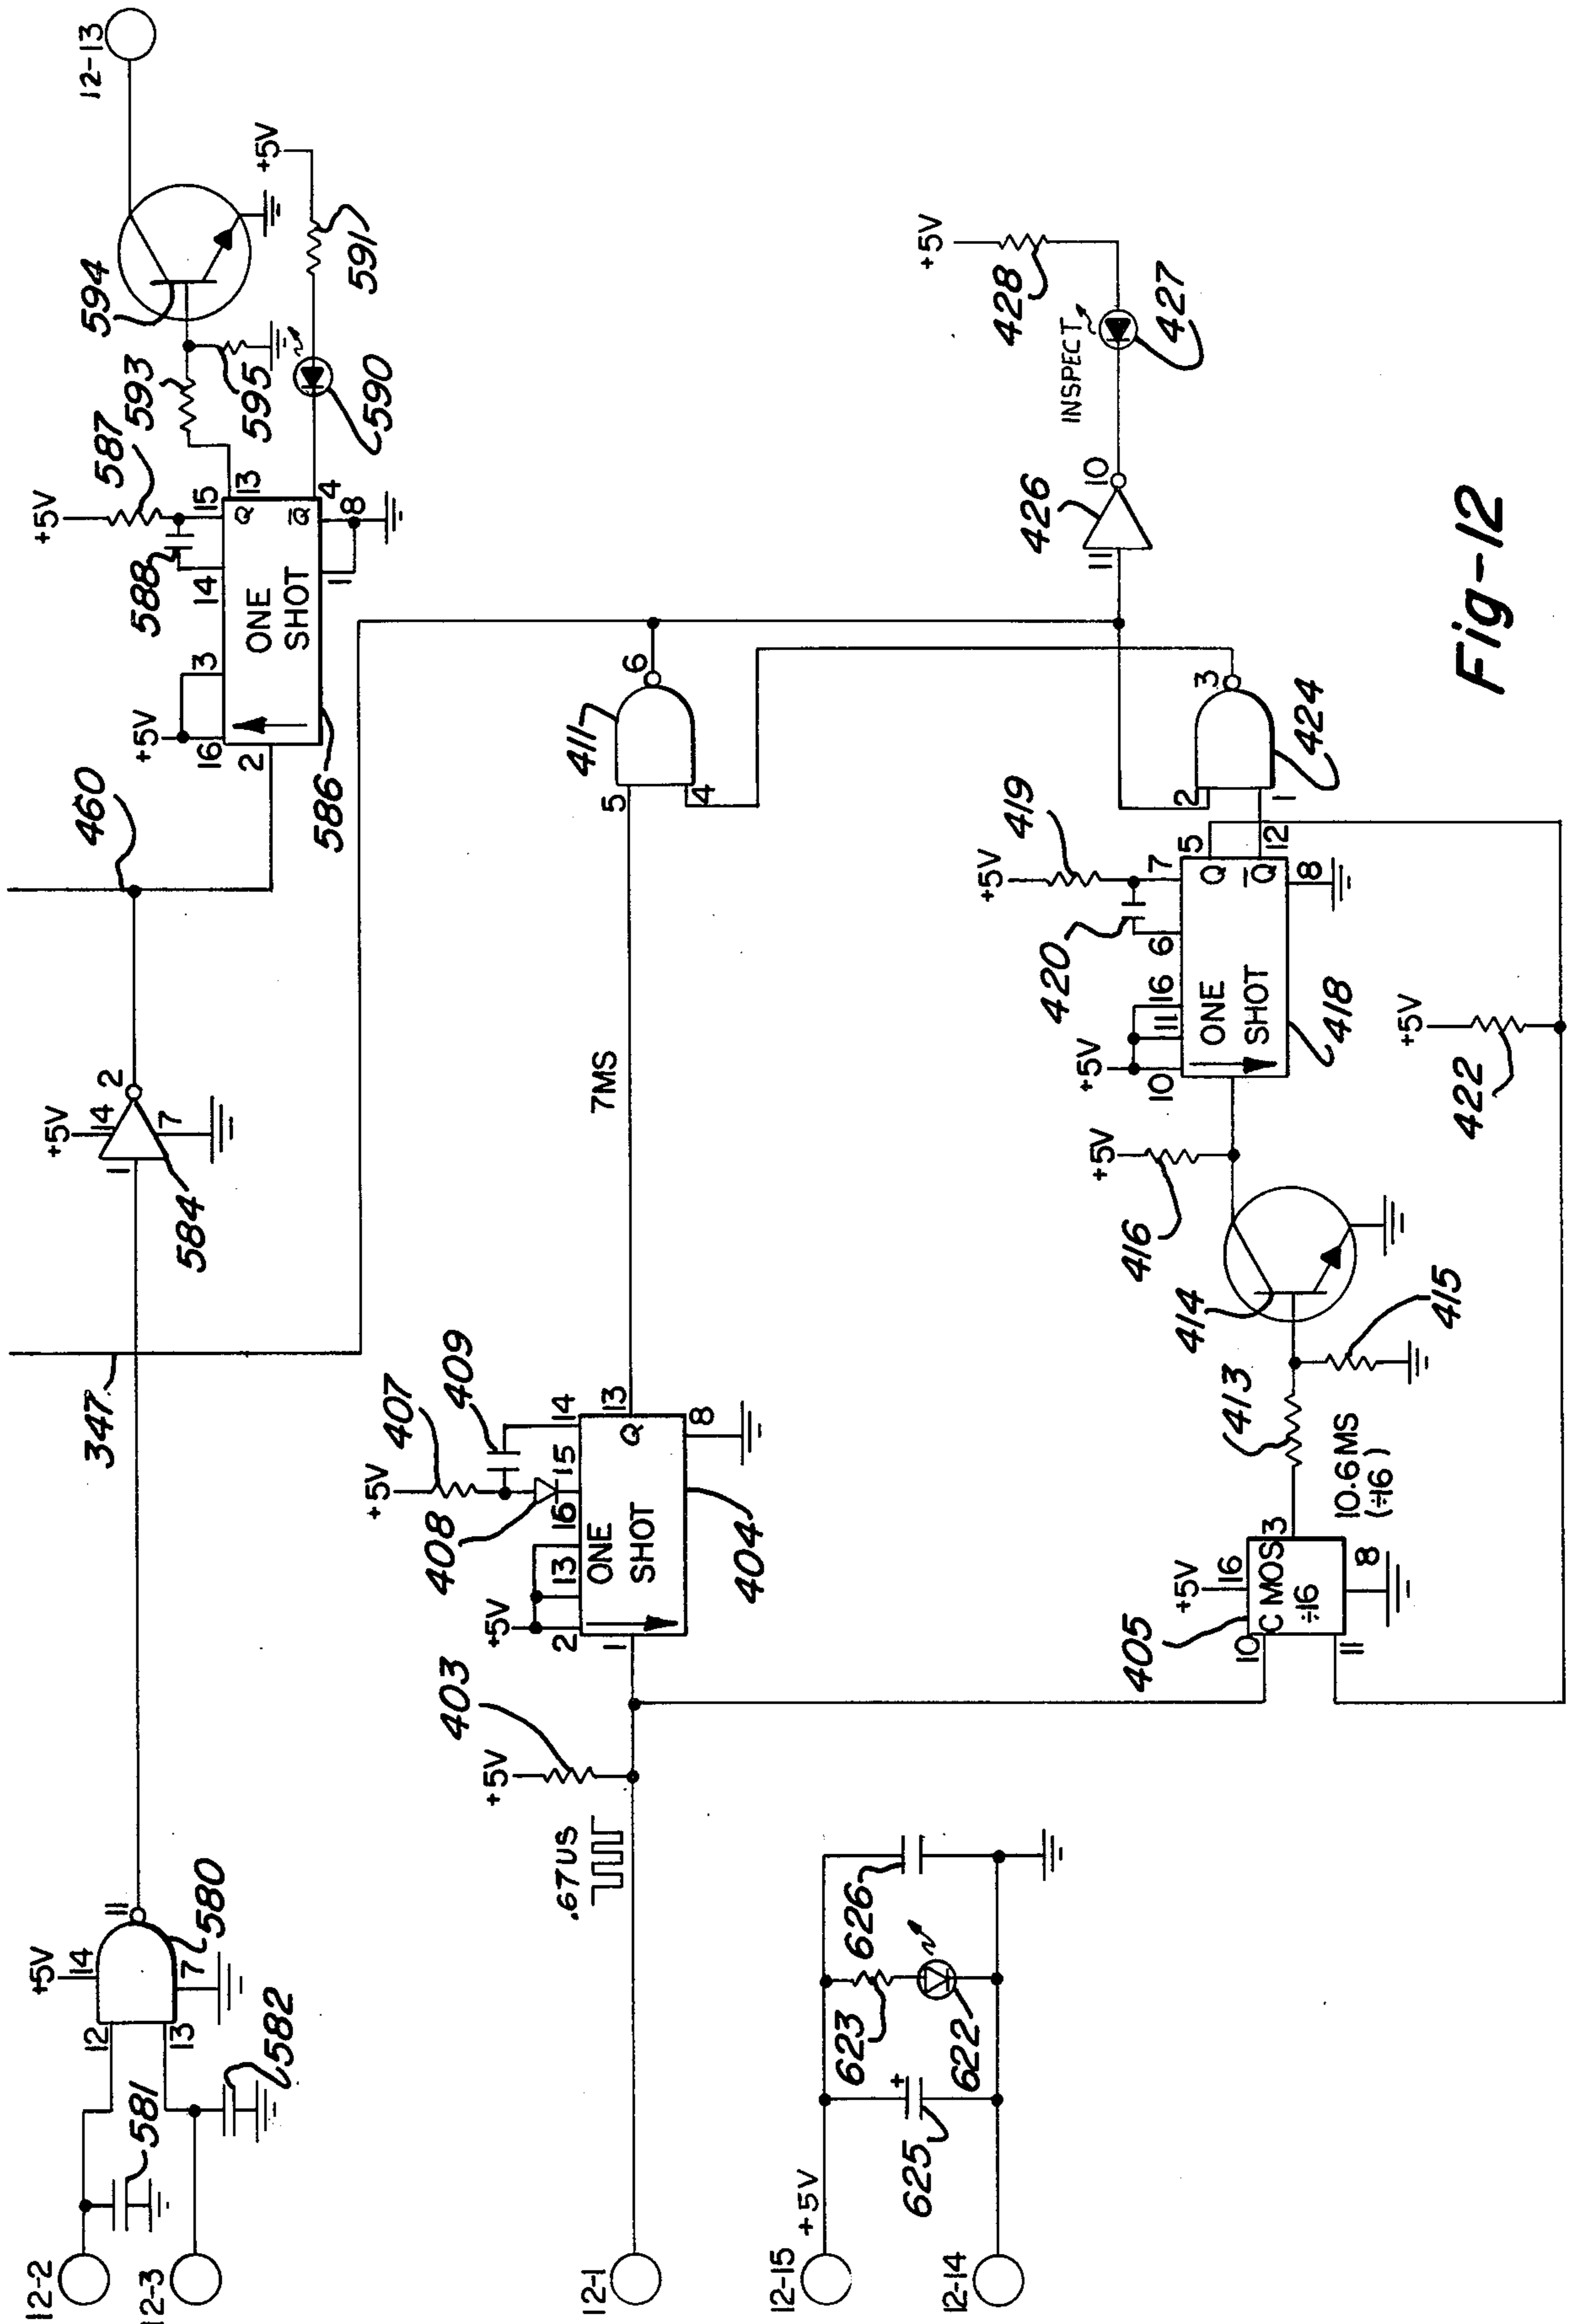 12-2
12-3
581
582
12
13
+5V
14
7
11
580
347
+5V
14
1
2
7
584
460
+5V
16
3
2
14
15
13
4
8
1
ONE
SHOT
Q
Q̅
586
588
587
+5V
593
595
594
590
591
+5V
12-13
12-1
.67US
+5V
403
+5V
2
1
13
16
15
14
13
8
ONE
SHOT
Q
404
+5V
407
408
409
7MS
5
4
6
411
12-15
+5V
12-14
625
623
622
626
405
+5V
16
10
11
C MOS
÷16
3
8
10.6MS
(÷16)
413
414
415
416
+5V
+5V
10
11
16
6
7
5
12
8
ONE
SHOT
Q
Q̅
418
420
419
+5V
422
+5V
2
1
3
424
426
11
10
INSPECT
427
428
+5V
Fig-12